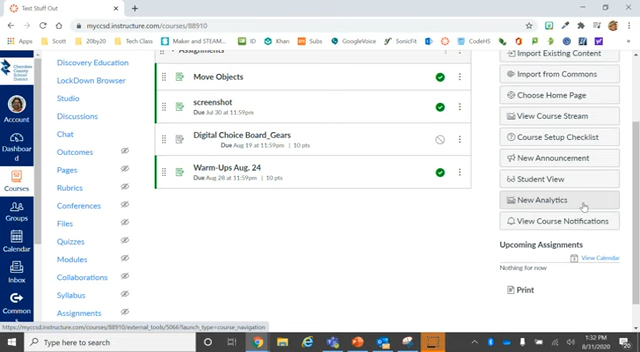 Test Stuff Out
myccsd.instructure.com/courses/88910
Apps
Scott
20by20
Tech Class
Maker and STEAM...
Khan
Subs
GoogleVoice
SonicFit
CodeHS
Account
Dashboar
d
Courses
Groups
Calendar
Inbox
Common
Discovery Education
LockDown Browser
Studio
Discussions
Chat
Outcomes
Pages
Rubrics
Conferences
Files
Quizzes
Modules
Collaborations
Syllabus
Assignments
Assignments
Move Objects
screenshot
Due Jul 30 at 11:59pm
Digital Choice Board_Gears
Due Aug 19 at 11:59pm | 10 pts
Warm-Ups Aug. 24
Due Aug 28 at 11:59pm | 10 pts
Import Existing Content
Import from Commons
Choose Home Page
View Course Stream
Course Setup Checklist
New Announcement
Student View
New Analytics
View Course Notifications
Upcoming Assignments
View Calendar
Nothing for now
Print
https://myccsd.instructure.com/courses/88910/external_tools/5066?launch_type=course_navigation
Type here to search
1:32 PM
8/11/2020